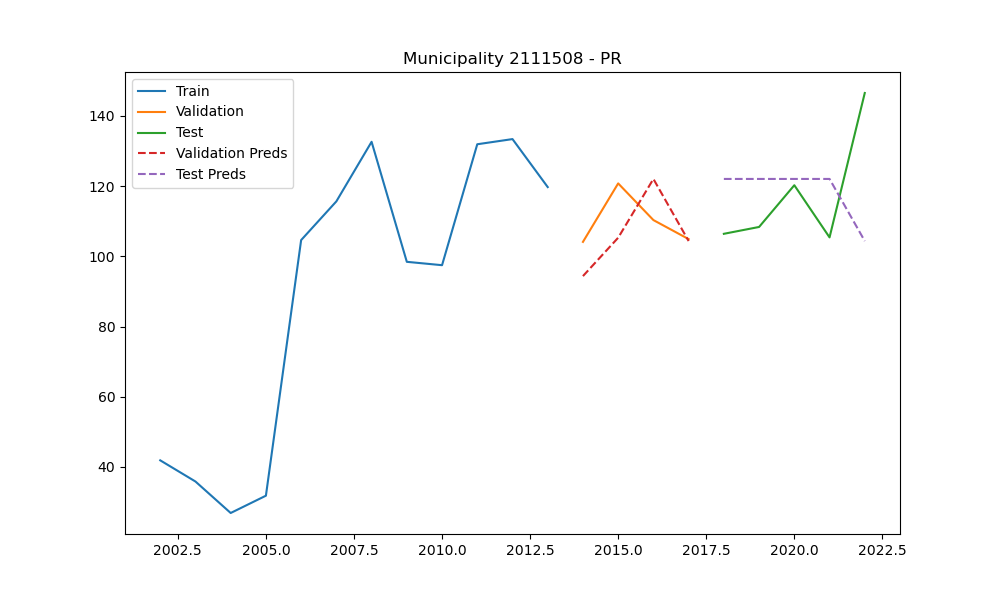 Municipality 2111508 - PR
Train
Validation
Test
Validation Preds
Test Preds
140
120
100
80
60
40
2002.5 2005.0 2007.5 2010.0 2012.5 2015.0 2017.5 2020.0 2022.5